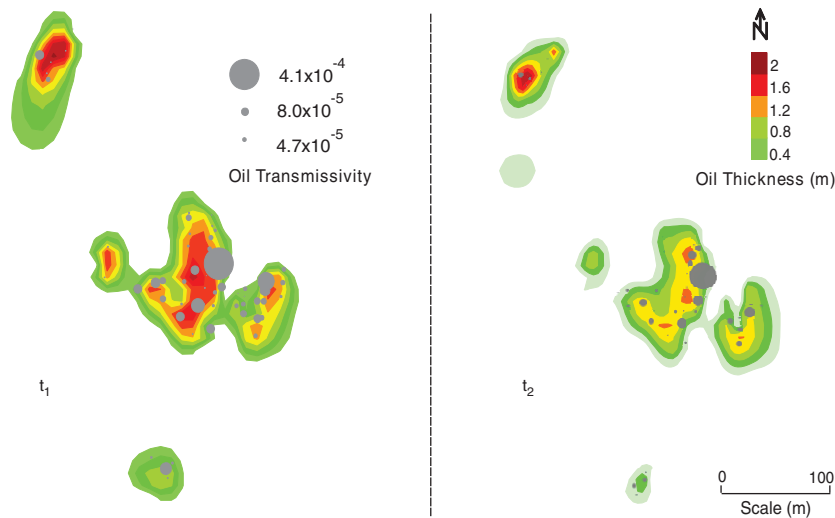 4.1x10⁻⁴
8.0x10⁻⁵
4.7x10⁻⁵
Oil Transmissivity
t₁
N
2
1.6
1.2
0.8
0.4
Oil Thickness (m)
t₂
0 100
Scale (m)